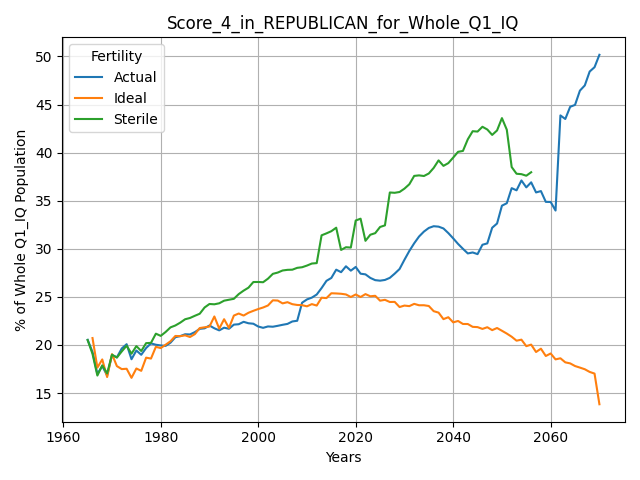 Score_4_in_REPUBLICAN_for_Whole_Q1_IQ
Fertility
Actual
Ideal
Sterile
% of Whole Q1_IQ Population
50
45
40
35
30
25
20
15
1960
1980
2000
2020
2040
2060
Years